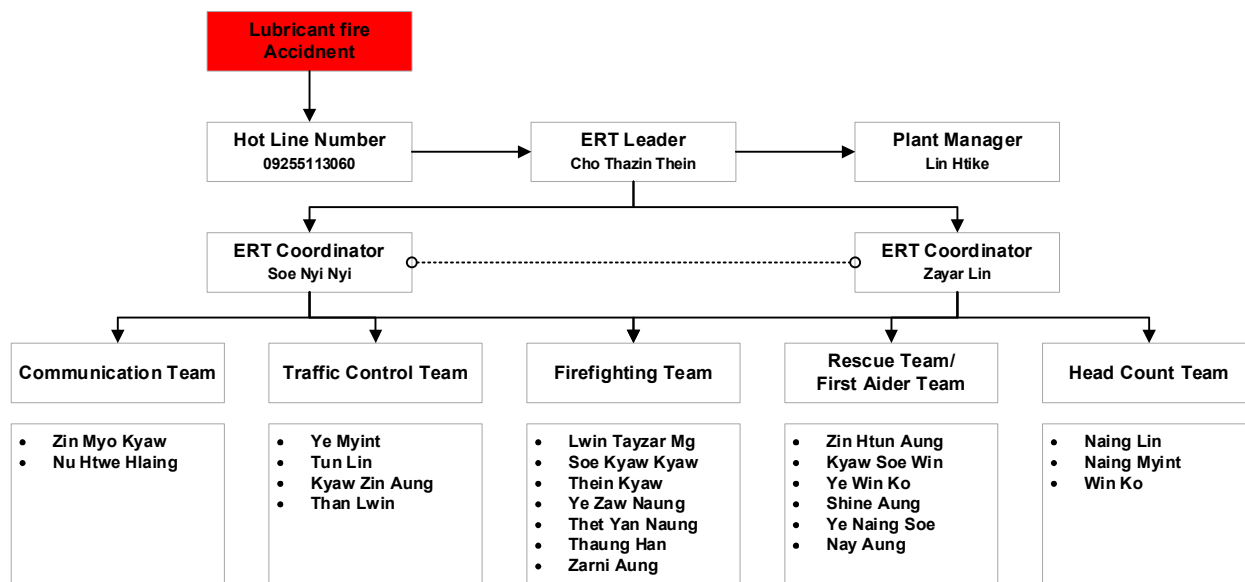 Lubricant fire
Accidnent
Hot Line Number
09255113060
ERT Leader
Cho Thazin Thein
Plant Manager
Lin Htike
ERT Coordinator
Soe Nyi Nyi
ERT Coordinator
Zayar Lin
Communication Team
Traffic Control Team
Firefighting Team
Rescue Team/
First Aider Team
Head Count Team
• Zin Myo Kyaw
• Nu Htwe Hlaing
• Ye Myint
• Tun Lin
• Kyaw Zin Aung
• Than Lwin
• Lwin Tayzar Mg
• Soe Kyaw Kyaw
• Thein Kyaw
• Ye Zaw Naung
• Thet Yan Naung
• Thaung Han
• Zarni Aung
• Zin Htun Aung
• Kyaw Soe Win
• Ye Win Ko
• Shine Aung
• Ye Naing Soe
• Nay Aung
• Naing Lin
• Naing Myint
• Win Ko